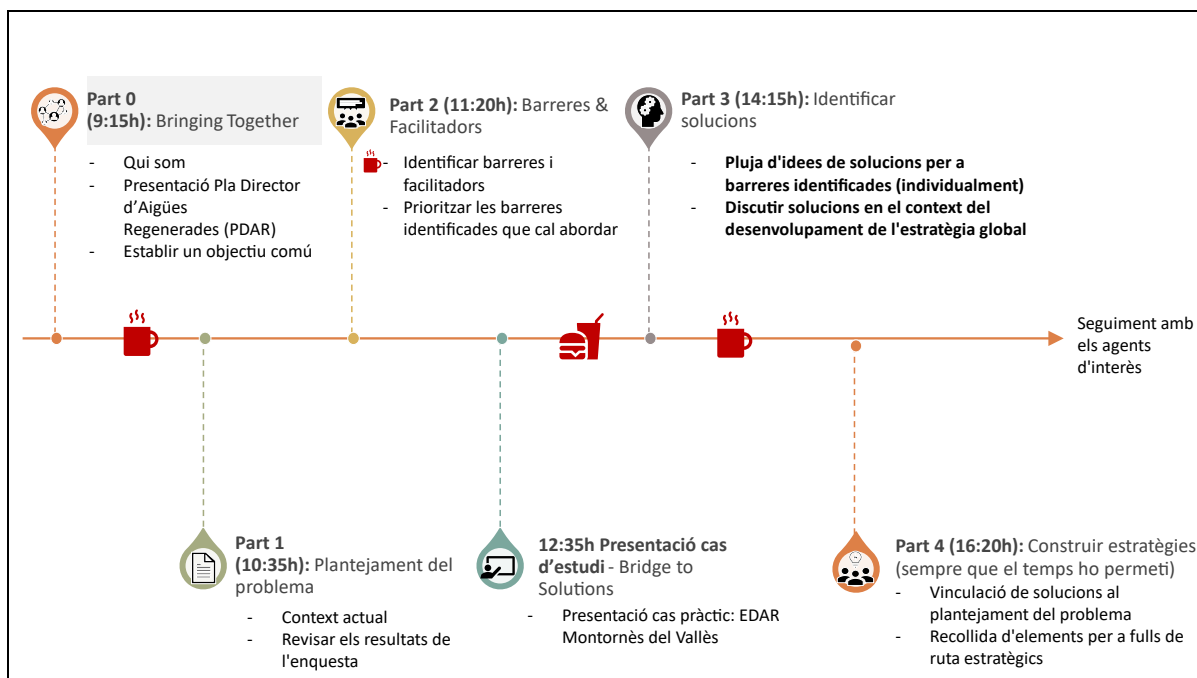 Part 0
(9:15h): Bringing Together
- Qui som
- Presentació Pla Director
d'Aigües
Regenerades (PDAR)
- Establir un objectiu comú
Part 2 (11:20h): Barreres &
Facilitadors
- Identificar barreres i
facilitadors
- Prioritzar les barreres
identificades que cal abordar
Part 3 (14:15h): Identificar
solucions
- Pluja d'idees de solucions per a
barreres identificades (individualment)
- Discutir solucions en el context del
desenvolupament de l'estratègia global
Seguiment amb
els agents
d'interès
Part 1
(10:35h): Plantejament del
problema
- Context actual
- Revisar els resultats de
l'enquesta
12:35h Presentació cas
d'estudi - Bridge to
Solutions
- Presentació cas pràctic: EDAR
Montornès del Vallès
Part 4 (16:20h): Construir estratègies
(sempre que el temps ho permeti)
- Vinculació de solucions al
plantejament del problema
- Recollida d'elements per a fulls de
ruta estratègics